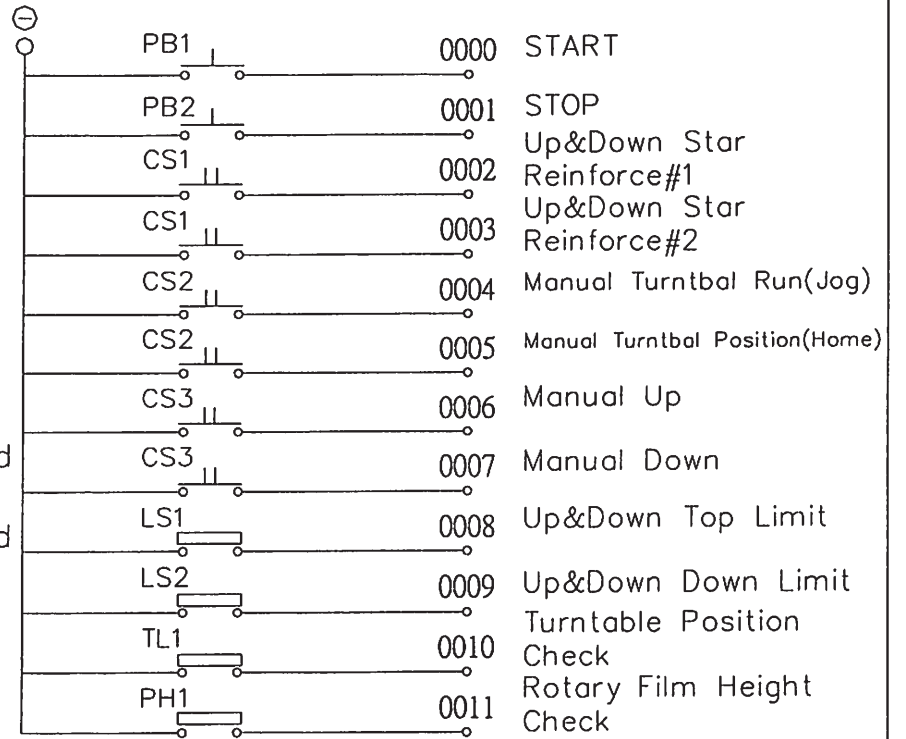 ⊖
PB1 0000 START
PB2 0001 STOP
CS1 0002 Up&Down Star
Reinforce#1
CS1 0003 Up&Down Star
Reinforce#2
CS2 0004 Manual Turntbal Run(Jog)
CS2 0005 Manual Turntbal Position(Home)
CS3 0006 Manual Up
d CS3 0007 Manual Down
d LS1 0008 Up&Down Top Limit
LS2 0009 Up&Down Down Limit
TL1 0010 Turntable Position
Check
PH1 0011 Rotary Film Height
Check